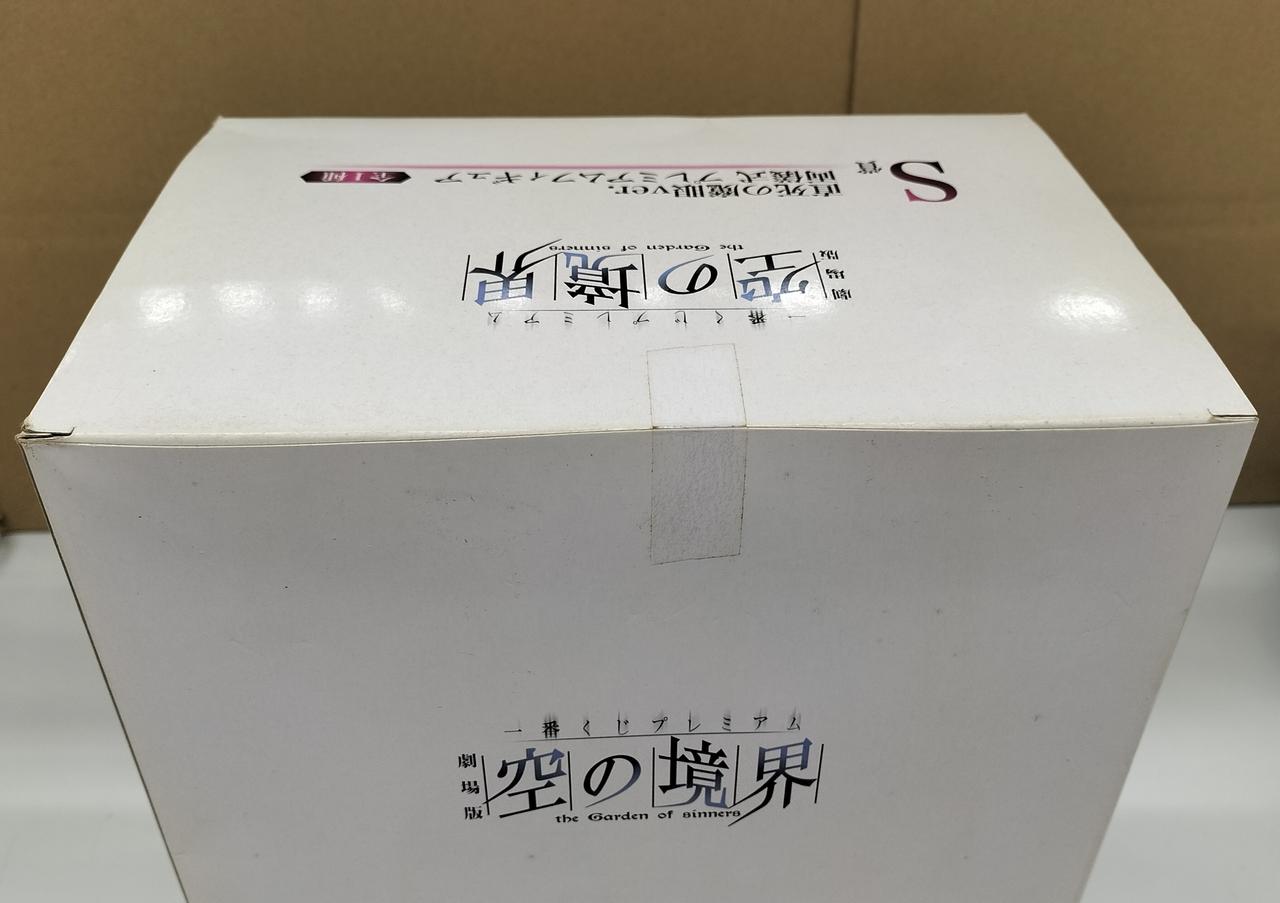 S賞
直死の魔眼ver.
両儀式 プレミアムフィギュア
全1種
一番くじプレミアム
劇場版
空の境界
the Garden of sinners
一番くじプレミアム
劇場版
空の境界
the Garden of sinners